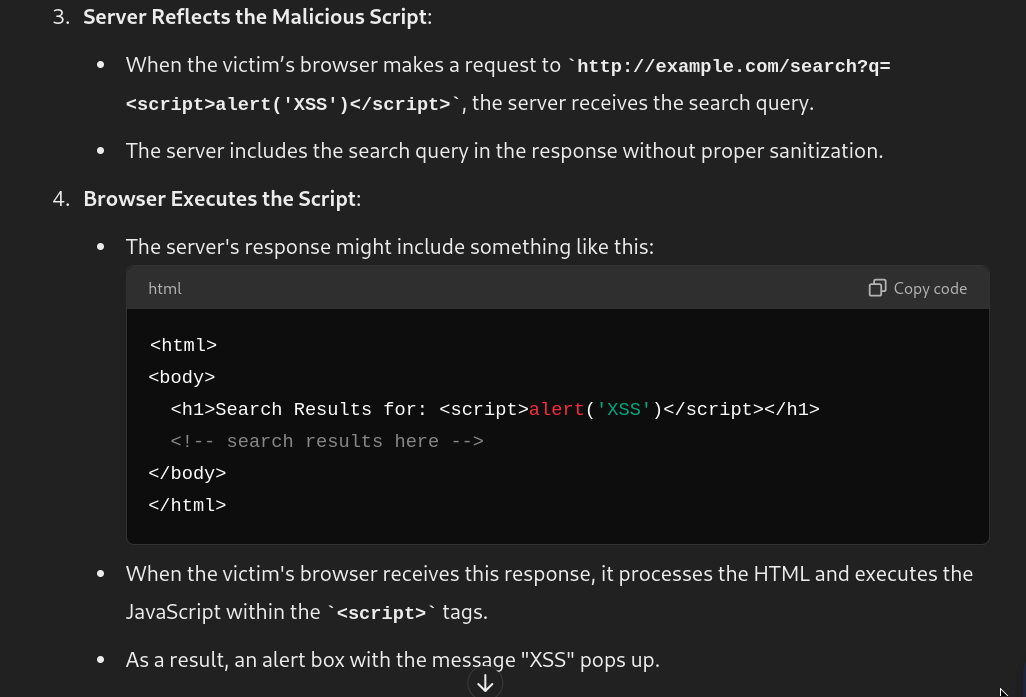 3. Server Reflects the Malicious Script:
• When the victim’s browser makes a request to `http://example.com/search?q=
<script>alert('XSS')</script>`, the server receives the search query.
• The server includes the search query in the response without proper sanitization.
4. Browser Executes the Script:
• The server's response might include something like this:
html Copy code
<html>
<body>
  <h1>Search Results for: <script>alert('XSS')</script></h1>
  <!-- search results here -->
</body>
</html>
• When the victim's browser receives this response, it processes the HTML and executes the
JavaScript within the `<script>` tags.
• As a result, an alert box with the message "XSS" pops up.